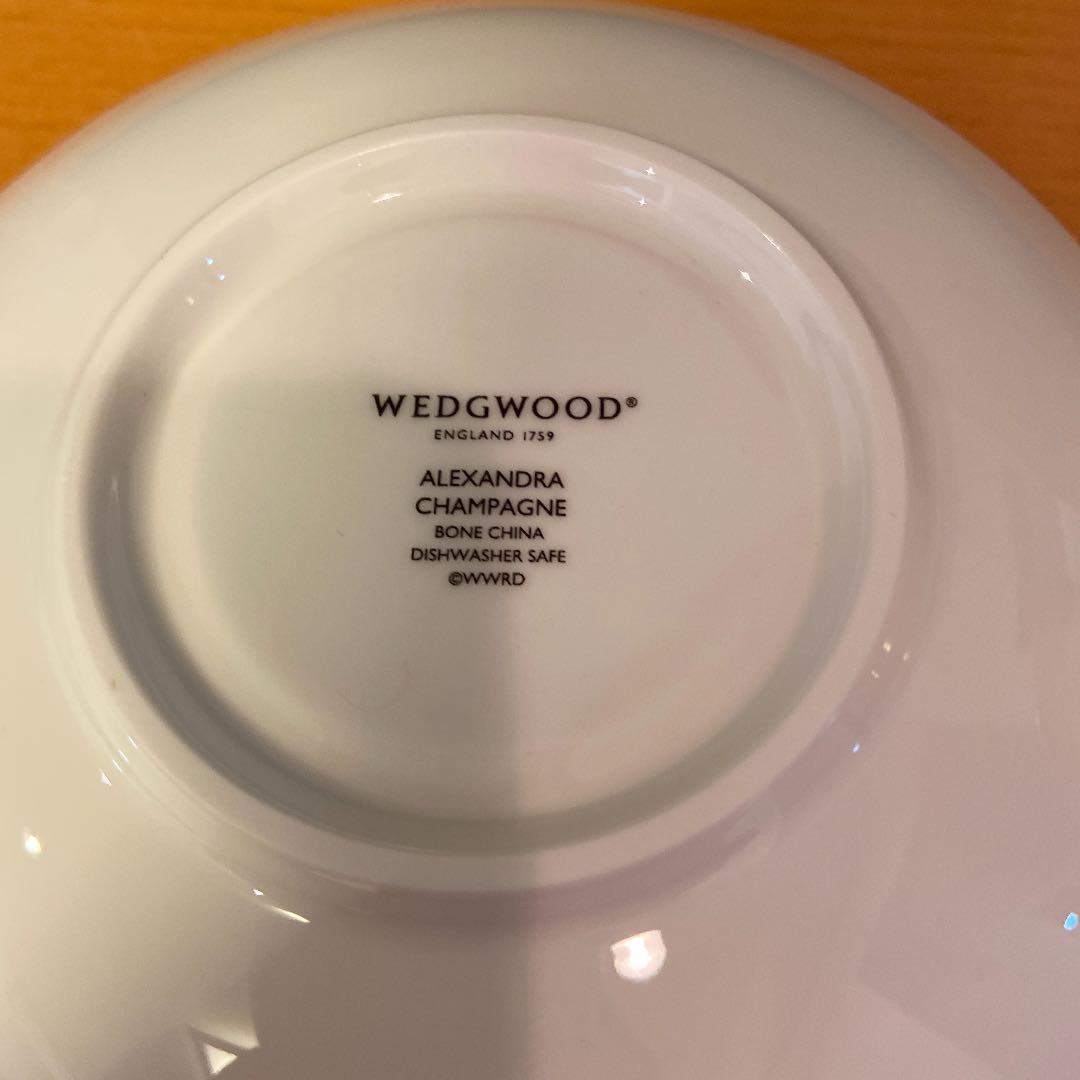 WEDGWOOD®
ENGLAND 1759
ALEXANDRA
CHAMPAGNE
BONE CHINA
DISHWASHER SAFE
©WWRD